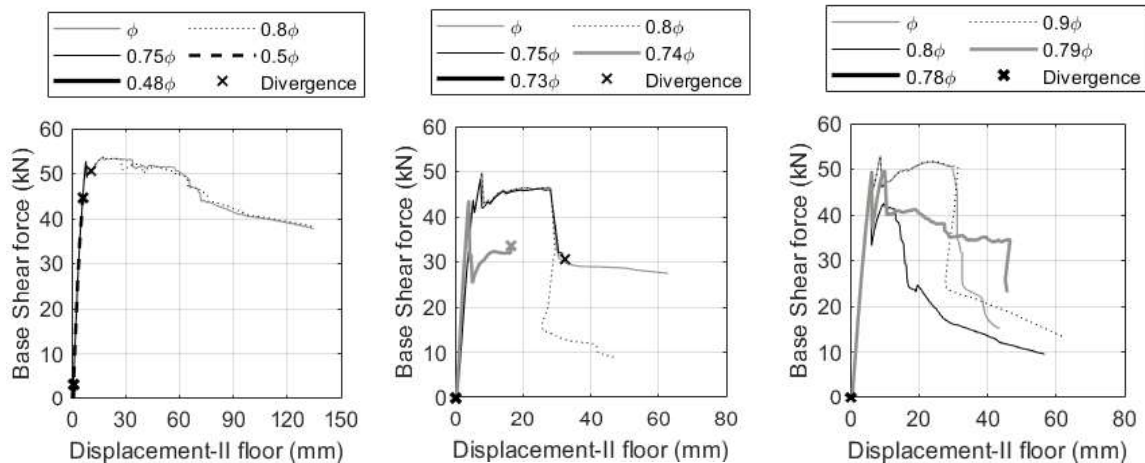 ϕ 0.8ϕ
0.75ϕ 0.5ϕ
0.48ϕ Divergence
60
50
40
30
20
10
0
Base Shear force (kN)
0 30 60 90 120 150
Displacement-II floor (mm)
ϕ 0.8ϕ
0.75ϕ 0.74ϕ
0.73ϕ Divergence
60
50
40
30
20
10
0
Base Shear force (kN)
0 20 40 60 80
Displacement-II floor (mm)
ϕ 0.9ϕ
0.8ϕ 0.79ϕ
0.78ϕ Divergence
60
50
40
30
20
10
0
Base Shear force (kN)
0 20 40 60 80
Displacement-II floor (mm)